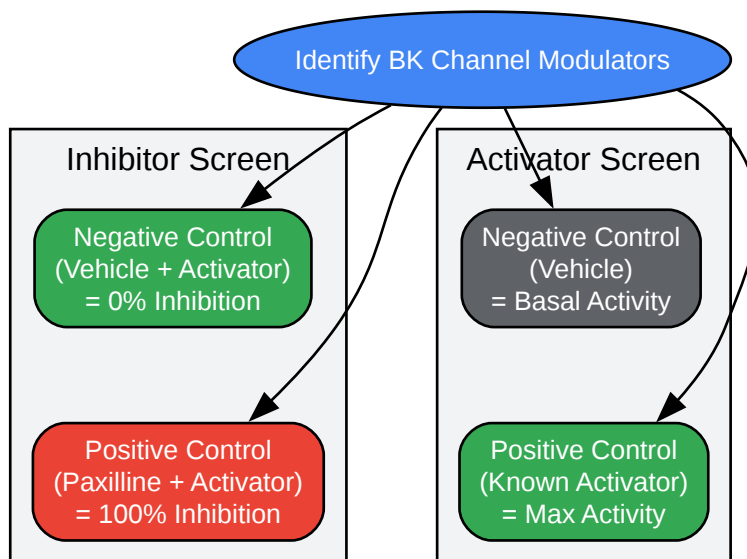 Identify BK Channel Modulators
Inhibitor Screen
Negative Control
(Vehicle + Activator)
= 0% Inhibition
Positive Control
(Paxilline + Activator)
= 100% Inhibition
Activator Screen
Negative Control
(Vehicle)
= Basal Activity
Positive Control
(Known Activator)
= Max Activity